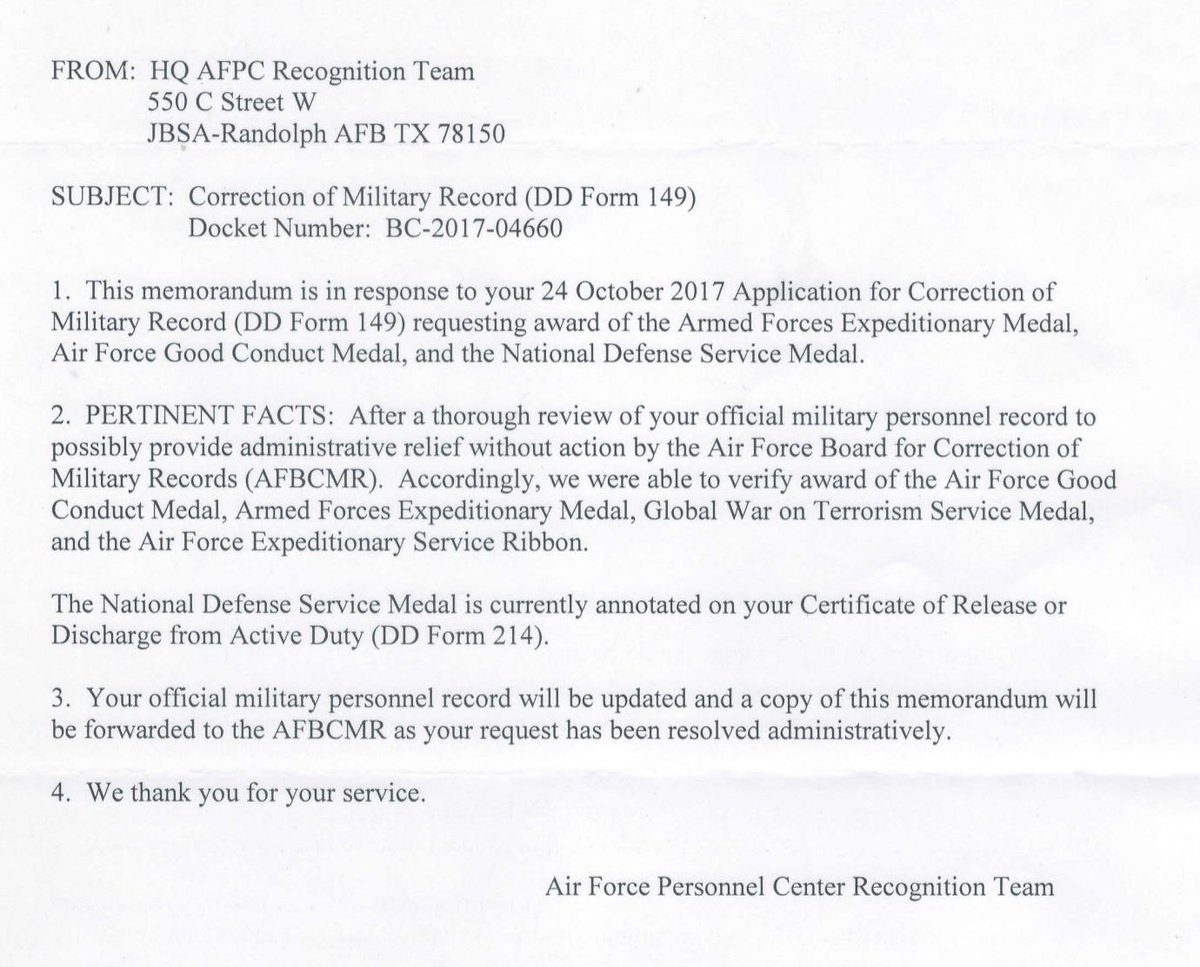 FROM: HQ AFPC Recognition Team
550 C Street W
JBSA-Randolph AFB TX 78150
SUBJECT: Correction of Military Record (DD Form 149)
Docket Number: BC-2017-04660
1. This memorandum is in response to your 24 October 2017 Application for Correction of
Military Record (DD Form 149) requesting award of the Armed Forces Expeditionary Medal,
Air Force Good Conduct Medal, and the National Defense Service Medal.
2. PERTINENT FACTS: After a thorough review of your official military personnel record to
possibly provide administrative relief without action by the Air Force Board for Correction of
Military Records (AFBCMR). Accordingly, we were able to verify award of the Air Force Good
Conduct Medal, Armed Forces Expeditionary Medal, Global War on Terrorism Service Medal,
and the Air Force Expeditionary Service Ribbon.
The National Defense Service Medal is currently annotated on your Certificate of Release or
Discharge from Active Duty (DD Form 214).
3. Your official military personnel record will be updated and a copy of this memorandum will
be forwarded to the AFBCMR as your request has been resolved administratively.
4. We thank you for your service.
Air Force Personnel Center Recognition Team